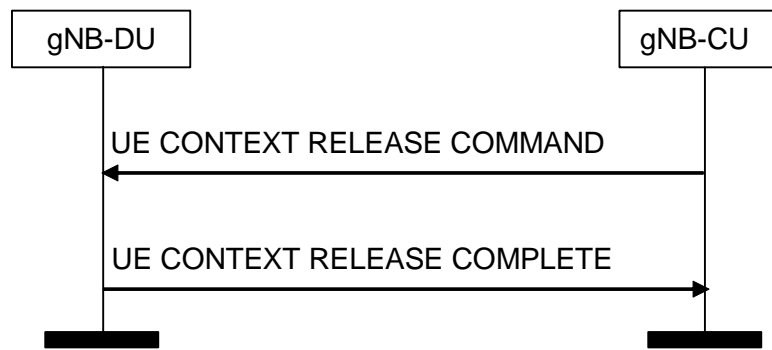 gNB-DU
gNB-CU
UE CONTEXT RELEASE COMMAND
UE CONTEXT RELEASE COMPLETE